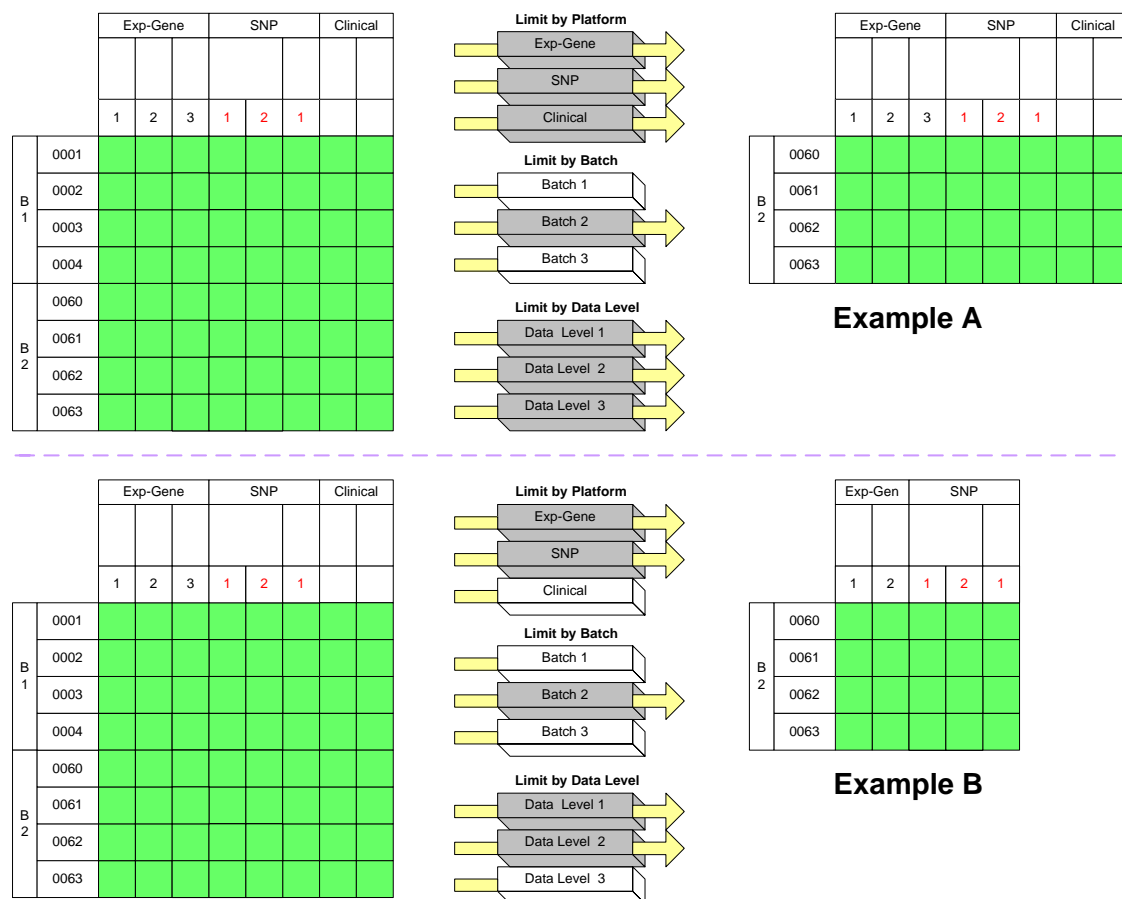 Exp-Gene SNP Clinical
1 2 3 1 2 1
B 1
0001
0002
0003
0004
B 2
0060
0061
0062
0063
Limit by Platform
Exp-Gene
SNP
Clinical
Limit by Batch
Batch 1
Batch 2
Batch 3
Limit by Data Level
Data Level 1
Data Level 2
Data Level 3
Exp-Gene SNP Clinical
1 2 3 1 2 1
B 2
0060
0061
0062
0063
Example A
Exp-Gene SNP Clinical
1 2 3 1 2 1
B 1
0001
0002
0003
0004
B 2
0060
0061
0062
0063
Limit by Platform
Exp-Gene
SNP
Clinical
Limit by Batch
Batch 1
Batch 2
Batch 3
Limit by Data Level
Data Level 1
Data Level 2
Data Level 3
Exp-Gen SNP
1 2 1 2 1
B 2
0060
0061
0062
0063
Example B